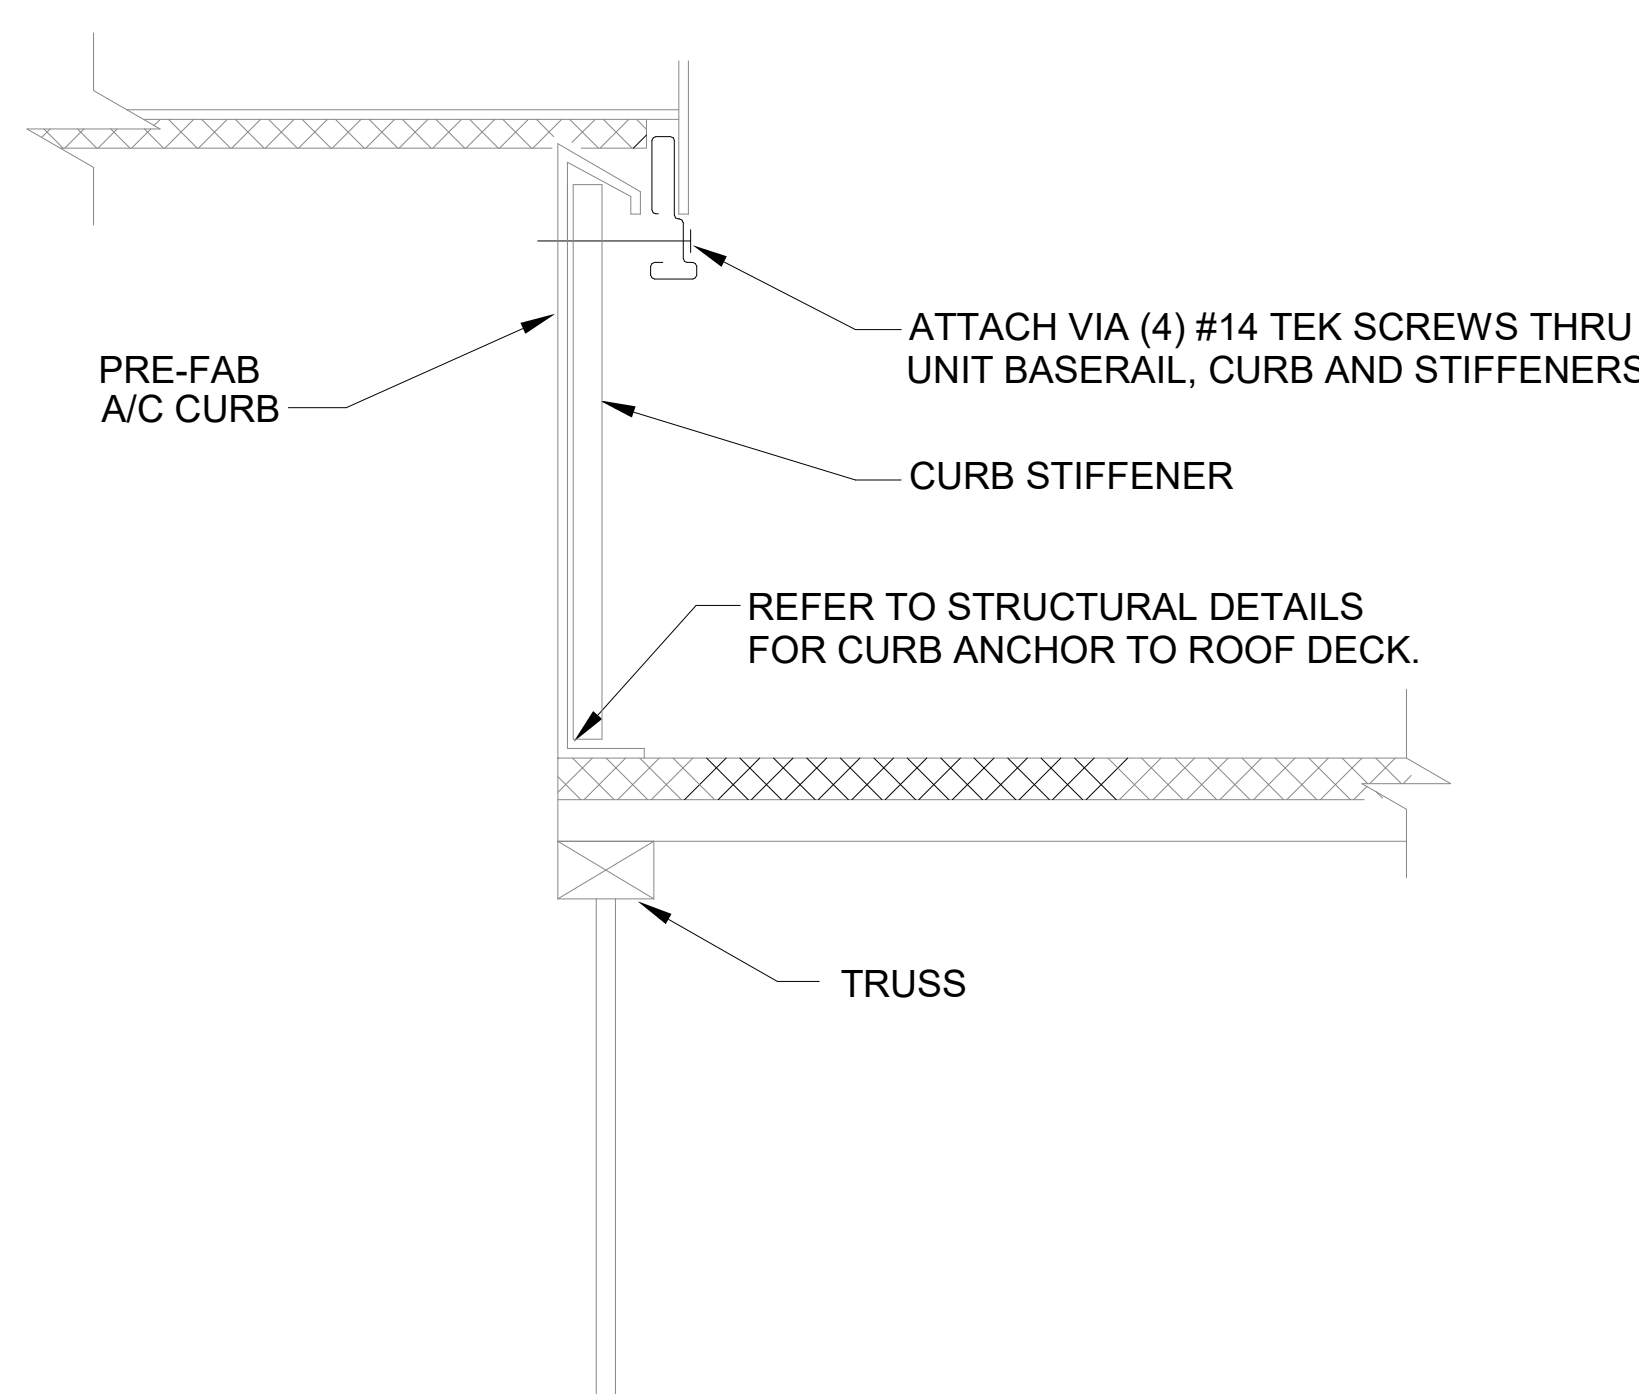 ATTACH VIA (4) #14 TEK SCREWS THRU
UNIT BASERAIL, CURB AND STIFFENERS
PRE-FAB
A/C CURB
CURB STIFFENER
REFER TO STRUCTURAL DETAILS
FOR CURB ANCHOR TO ROOF DECK.
TRUSS